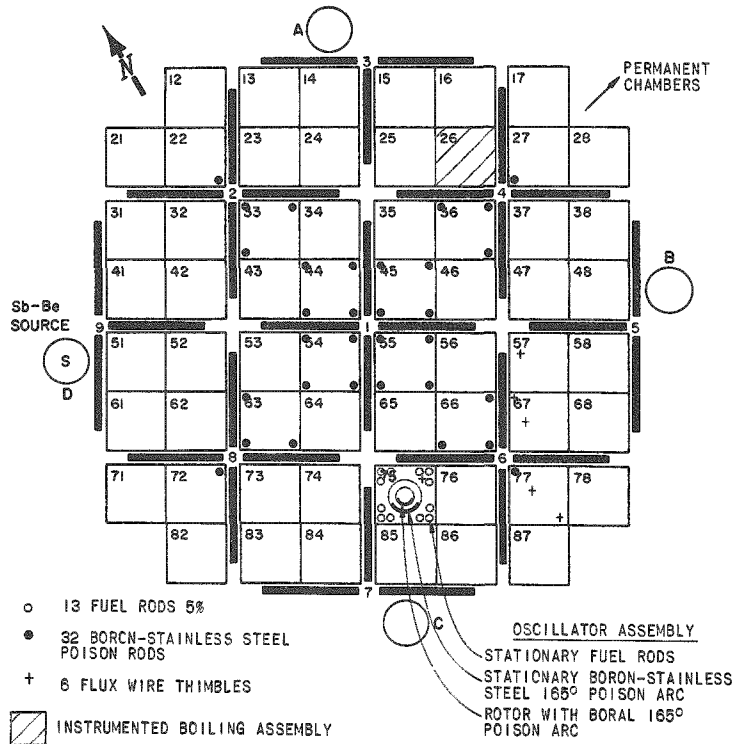 A
N
3
PERMANENT
CHAMBERS
12 13 14 15 16 17
21 22 23 24 25 26 27 28
2 4
31 32 33 34 35 36 37 38
B
41 42 43 44 45 46 47 48
Sb-Be
SOURCE
9 1 5
51 52 53 54 55 56 57 58
S
D
61 62 63 64 65 66 67 68
8 6
71 72 73 74 75 76 77 78
82 83 84 85 86 87
7
C
○ 13 FUEL RODS 5%
● 32 BORCN-STAINLESS STEEL
POISON RODS
+ 6 FLUX WIRE THIMBLES
INSTRUMENTED BOILING ASSEMBLY
OSCILLATOR ASSEMBLY
STATIONARY FUEL RODS
STATIONARY BORON-STAINLESS
STEEL 165° POISON ARC
ROTOR WITH BORAL 165°
POISON ARC